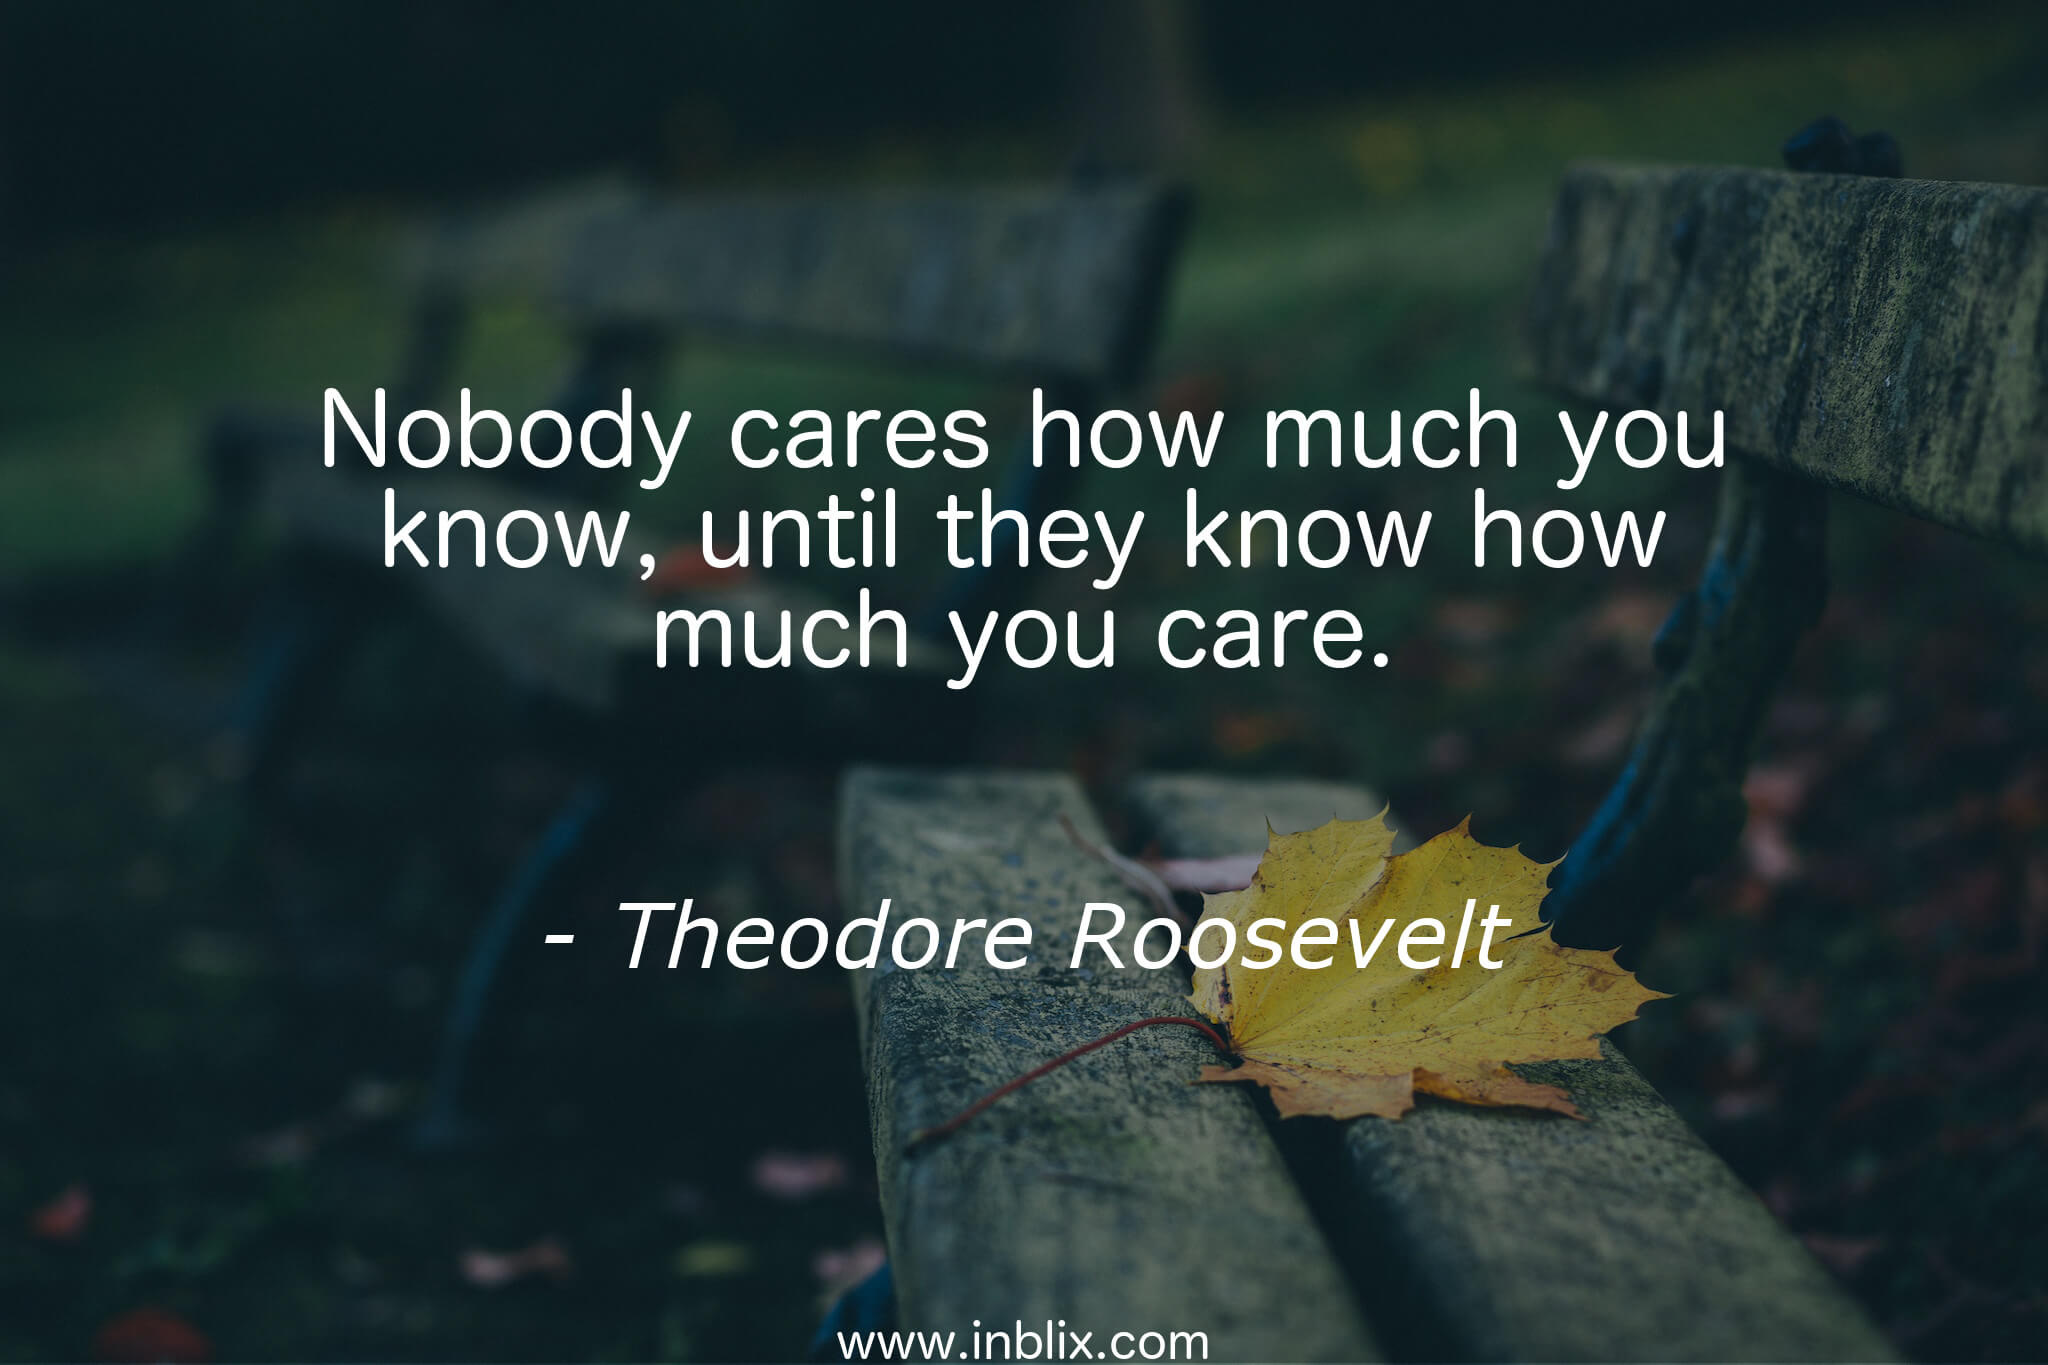 Nobody cares how much you
know, until they know how
much you care.
- Theodore Roosevelt
www.inblix.com